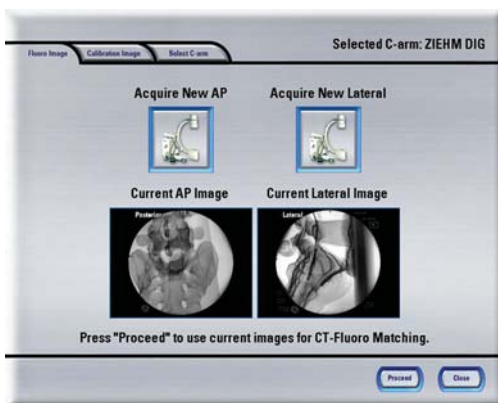 Fluoro Image Calibration Image Select C-arm
Selected C-arm: ZIEHM DIG
Acquire New AP Acquire New Lateral
Current AP Image Current Lateral Image
Lateral
Press "Proceed" to use current images for CT-Fluoro Matching.
Proceed Close